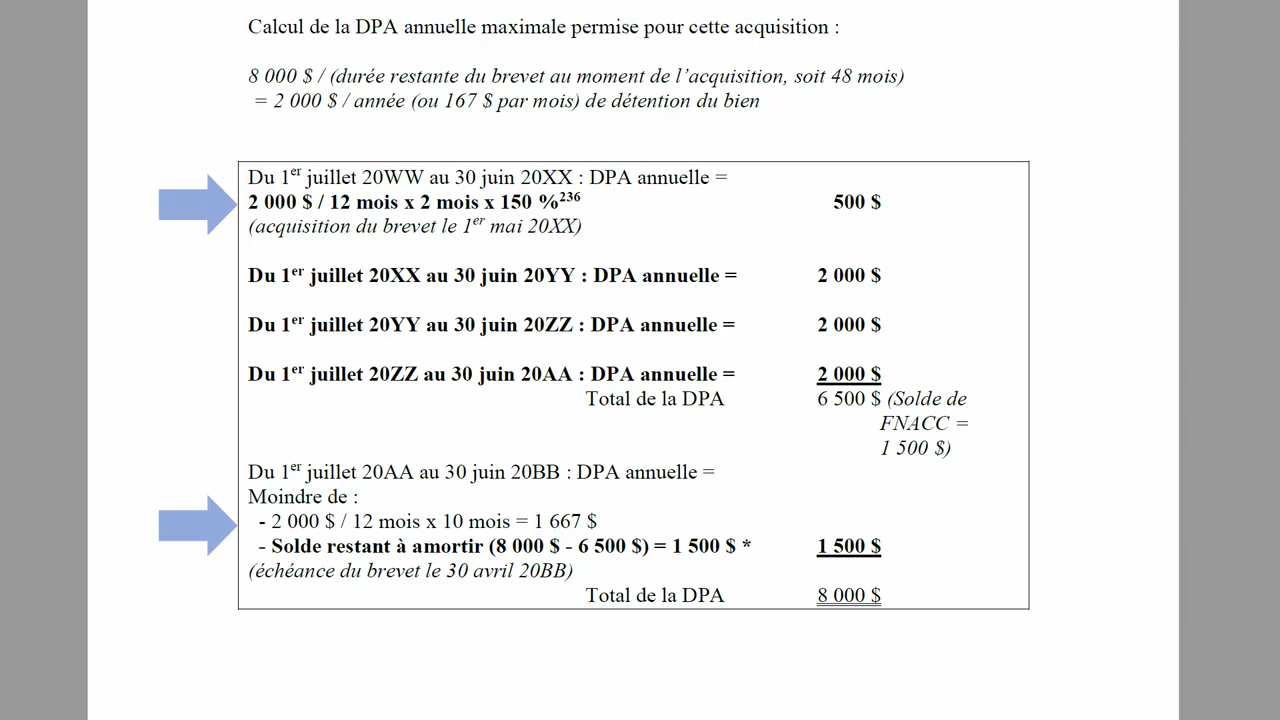 Calcul de la DPA annuelle maximale permise pour cette acquisition :
8 000 $ / (durée restante du brevet au moment de l’acquisition, soit 48 mois)
= 2 000 $ / année (ou 167 $ par mois) de détention du bien
Du 1er juillet 20WW au 30 juin 20XX : DPA annuelle =
2 000 $ / 12 mois x 2 mois x 150 %236 500 $
(acquisition du brevet le 1er mai 20XX)
Du 1er juillet 20XX au 30 juin 20YY : DPA annuelle = 2 000 $
Du 1er juillet 20YY au 30 juin 20ZZ : DPA annuelle = 2 000 $
Du 1er juillet 20ZZ au 30 juin 20AA : DPA annuelle = 2 000 $
Total de la DPA 6 500 $ (Solde de
FNACC =
1 500 $)
Du 1er juillet 20AA au 30 juin 20BB : DPA annuelle =
Moindre de :
- 2 000 $ / 12 mois x 10 mois = 1 667 $
- Solde restant à amortir (8 000 $ - 6 500 $) = 1 500 $ * 1 500 $
(échéance du brevet le 30 avril 20BB)
Total de la DPA 8 000 $